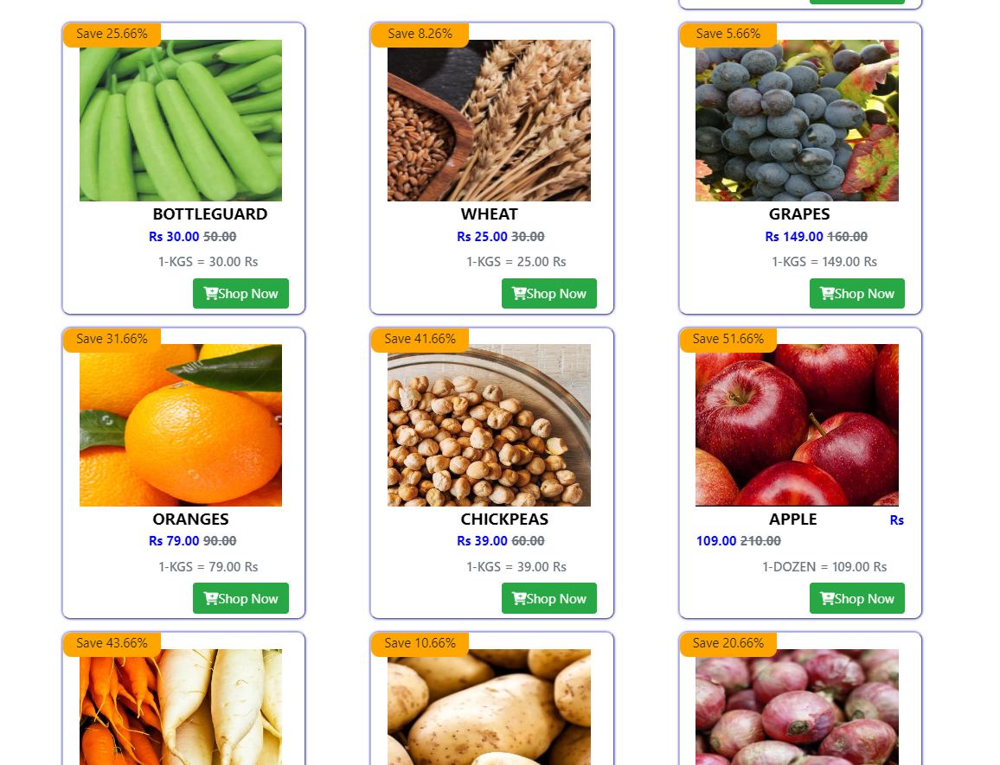 Save 25.66%
BOTTLEGUARD
Rs 30.00 50.00
1-KGS = 30.00 Rs
Shop Now
Save 8.26%
WHEAT
Rs 25.00 30.00
1-KGS = 25.00 Rs
Shop Now
Save 5.66%
GRAPES
Rs 149.00 160.00
1-KGS = 149.00 Rs
Shop Now
Save 31.66%
ORANGES
Rs 79.00 90.00
1-KGS = 79.00 Rs
Shop Now
Save 41.66%
CHICKPEAS
Rs 39.00 60.00
1-KGS = 39.00 Rs
Shop Now
Save 51.66%
APPLE Rs
109.00 210.00
1-DOZEN = 109.00 Rs
Shop Now
Save 43.66%
Save 10.66%
Save 20.66%